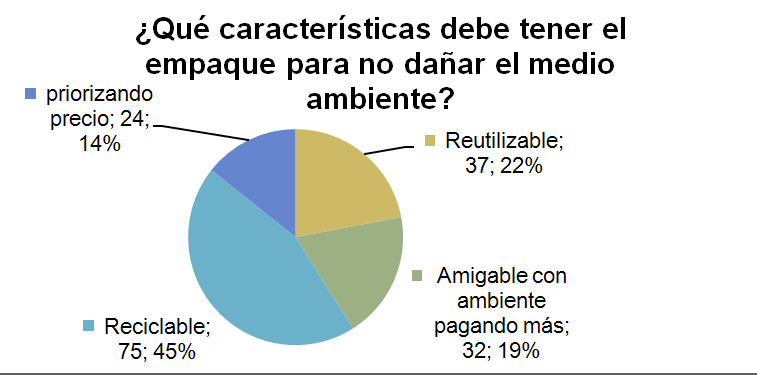 ¿Qué características debe tener el
empaque para no dañar el medio
ambiente?
priorizando
precio; 24;
14%
Reutilizable;
37; 22%
Amigable con
ambiente
pagando más;
32; 19%
Reciclable;
75; 45%